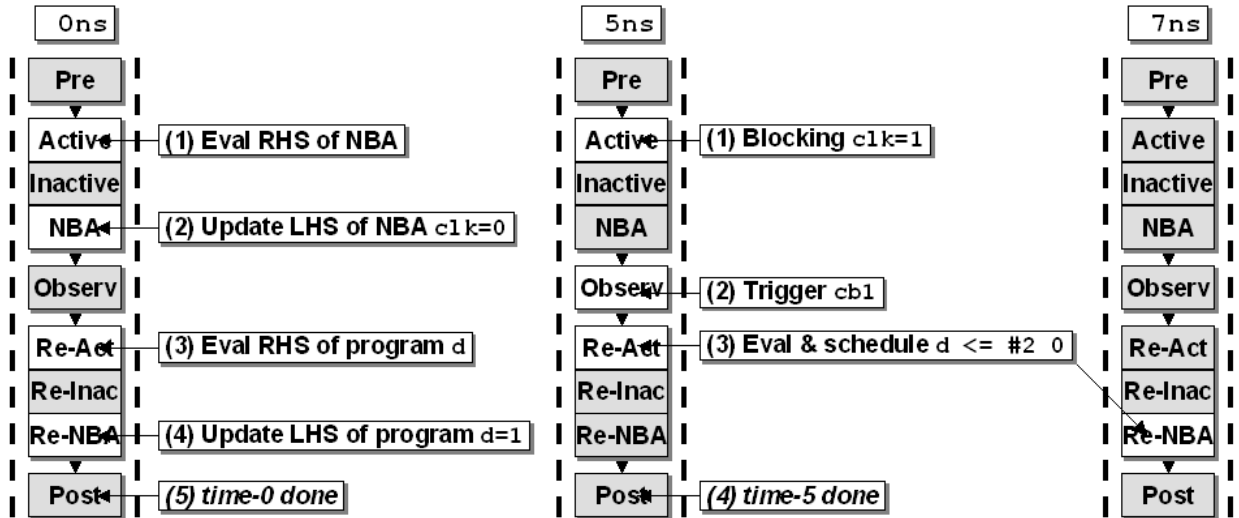 0ns
Pre
Active
(1) Eval RHS of NBA
Inactive
NBA
(2) Update LHS of NBA clk=0
Observ
Re-Act
(3) Eval RHS of program d
Re-Inac
Re-NBA
(4) Update LHS of program d=1
Post
(5) time-0 done
5ns
Pre
Active
(1) Blocking clk=1
Inactive
NBA
Observ
(2) Trigger cb1
Re-Act
(3) Eval & schedule d <= #2 0
Re-Inac
Re-NBA
Post
(4) time-5 done
7ns
Pre
Active
Inactive
NBA
Observ
Re-Act
Re-Inac
Re-NBA
Post